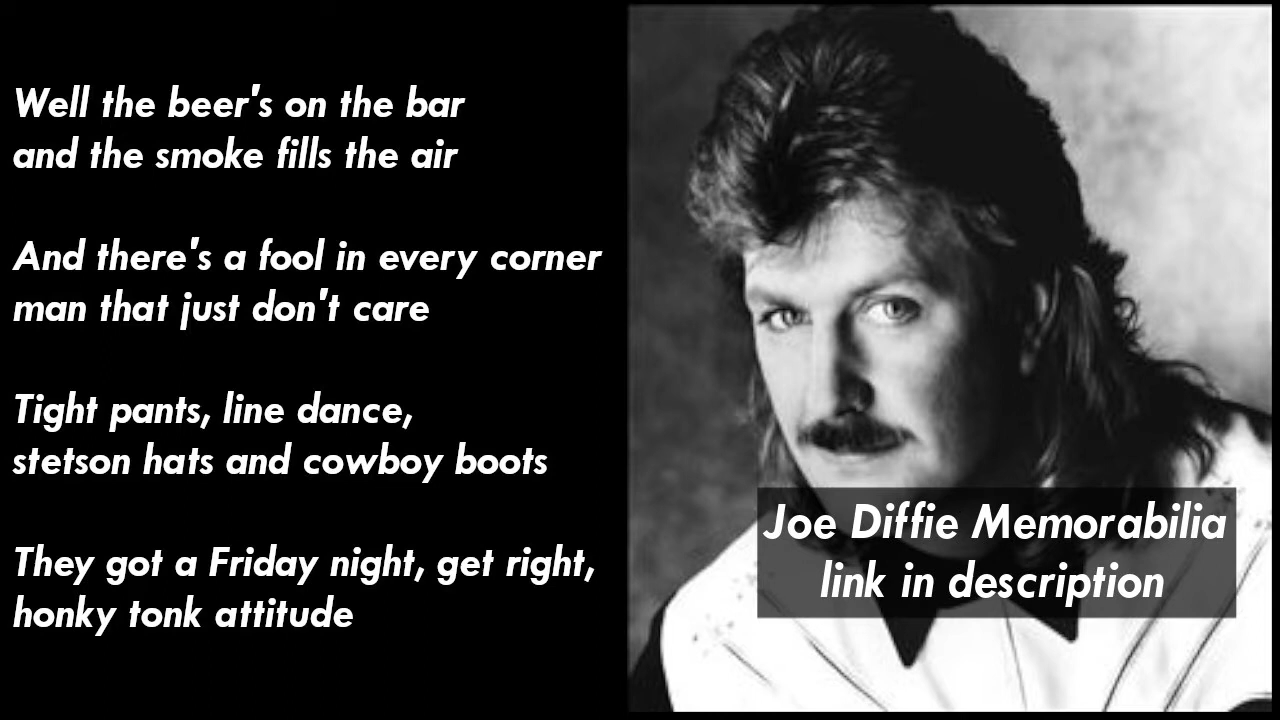 Well the beer's on the bar
and the smoke fills the air
And there's a fool in every corner
man that just don't care
Tight pants, line dance,
stetson hats and cowboy boots
They got a Friday night, get right,
honky tonk attitude
Joe Diffie Memorabilia
link in description